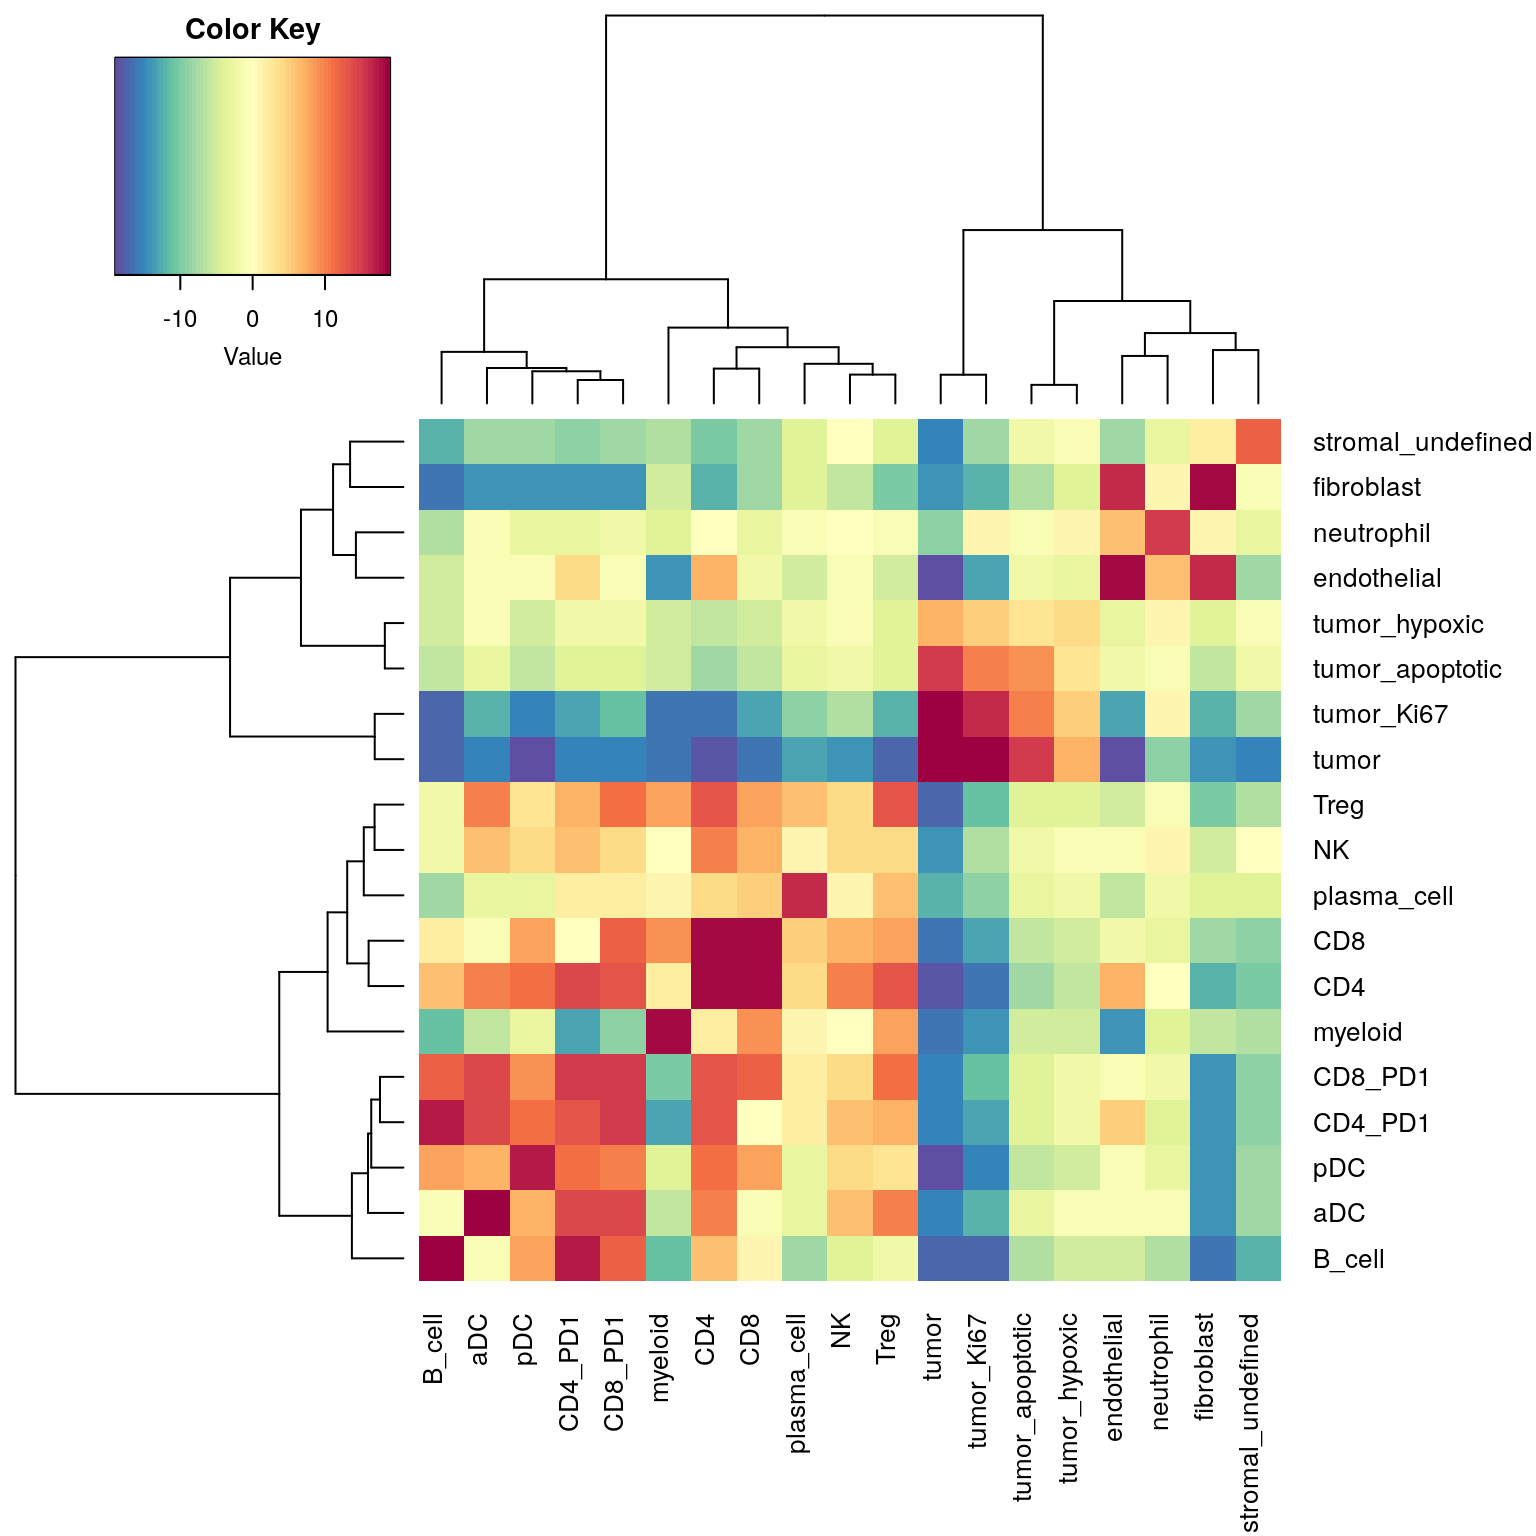 Color Key
-10 0 10
Value
stromal_undefined
fibroblast
neutrophil
endothelial
tumor_hypoxic
tumor_apoptotic
tumor_Ki67
tumor
Treg
NK
plasma_cell
CD8
CD4
myeloid
CD8_PD1
CD4_PD1
pDC
aDC
B_cell
B_cell
aDC
pDC
CD4_PD1
CD8_PD1
myeloid
CD4
CD8
plasma_cell
NK
Treg
tumor
tumor_Ki67
tumor_apoptotic
tumor_hypoxic
endothelial
neutrophil
fibroblast
stromal_undefined